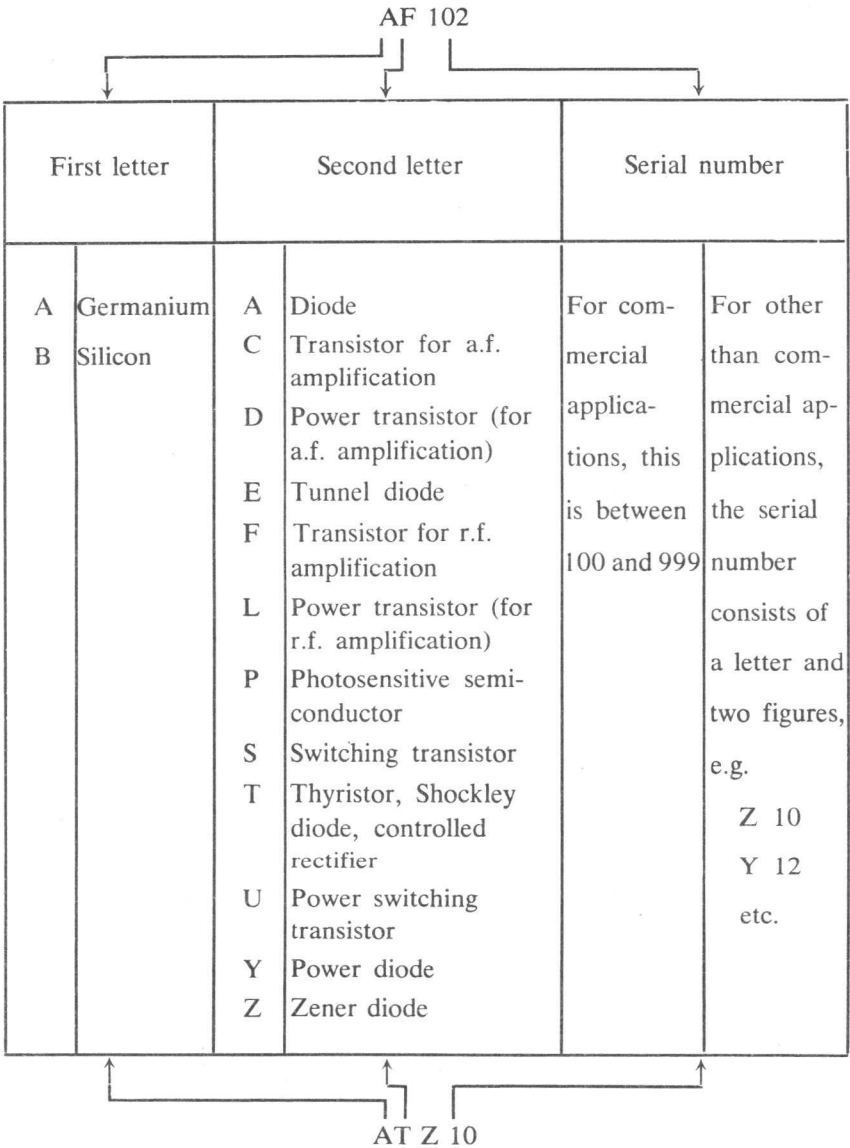 AF 102
First letter
Second letter
Serial number
A Germanium
B Silicon
A Diode
C Transistor for a.f.
amplification
D Power transistor (for
a.f. amplification)
E Tunnel diode
F Transistor for r.f.
amplification
L Power transistor (for
r.f. amplification)
P Photosensitive semi-
conductor
S Switching transistor
T Thyristor, Shockley
diode, controlled
rectifier
U Power switching
transistor
Y Power diode
Z Zener diode
For com-
mercial
applica-
tions, this
is between
100 and 999
For other
than com-
mercial ap-
plications,
the serial
number
consists of
a letter and
two figures,
e.g.
Z 10
Y 12
etc.
AT Z 10